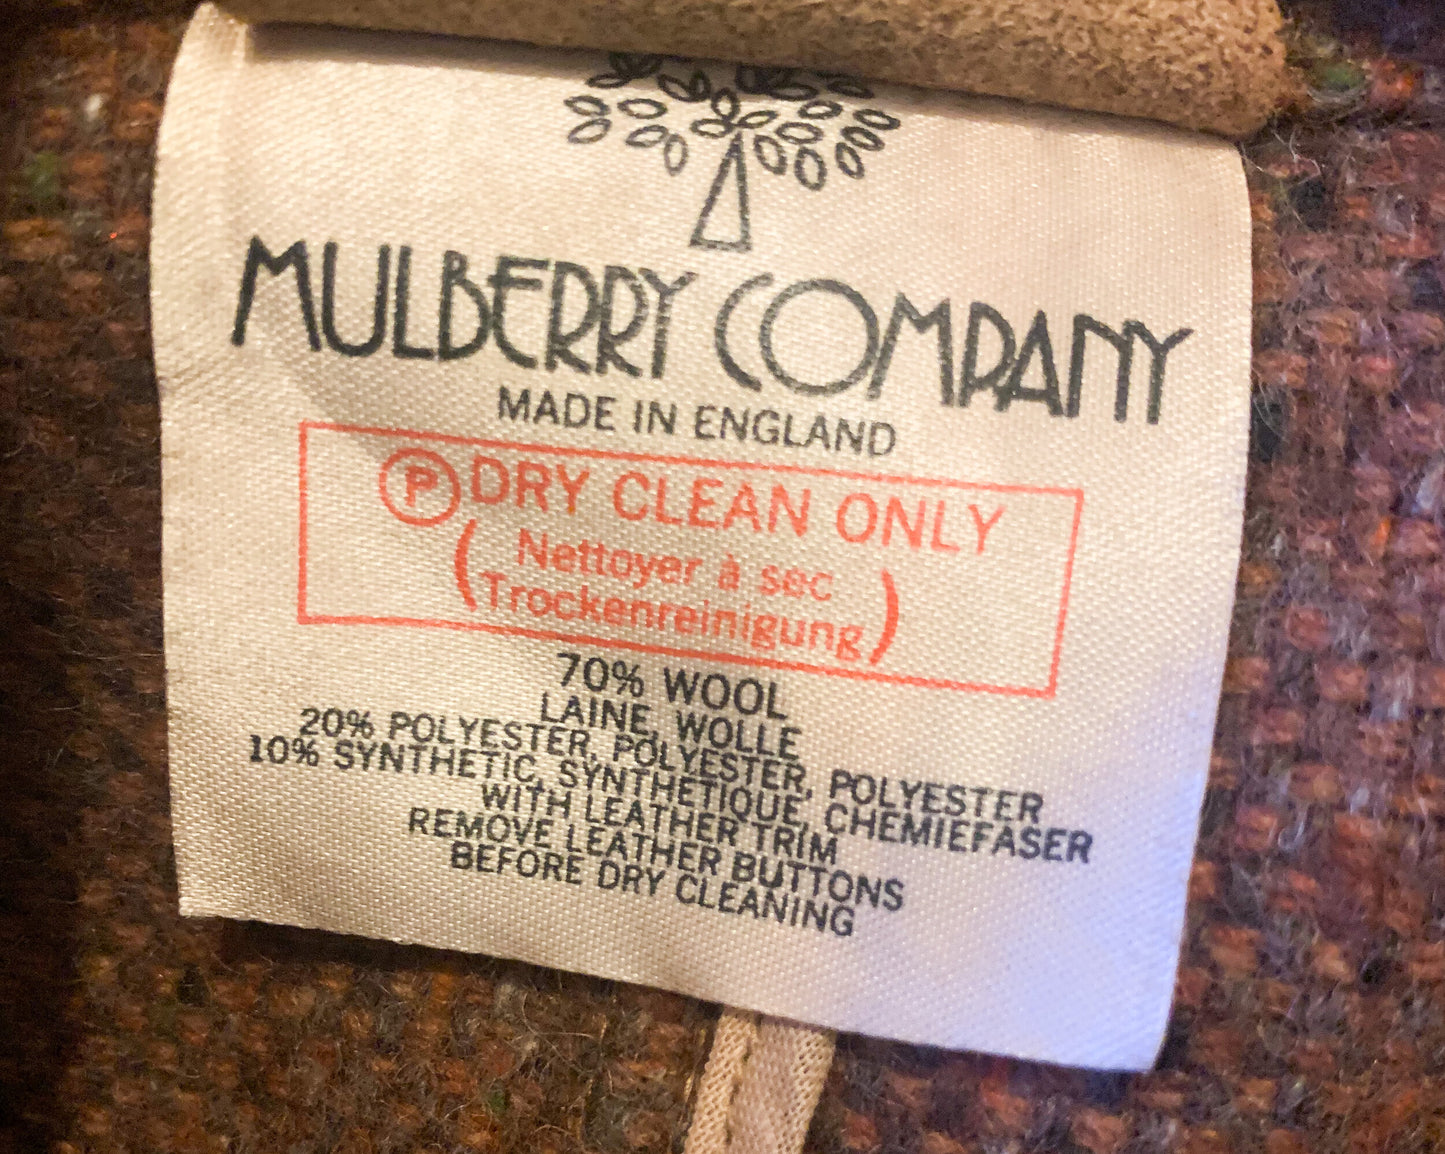 MULBERRY COMPANY
MADE IN ENGLAND
Ⓟ DRY CLEAN ONLY
(Nettoyer à sec
Trockenreinigung)
70% WOOL
LAINE, WOLLE
20% POLYESTER, POLYESTER, POLYESTER
10% SYNTHETIC, SYNTHETIQUE, CHEMIEFASER
WITH LEATHER TRIM
REMOVE LEATHER BUTTONS
BEFORE DRY CLEANING